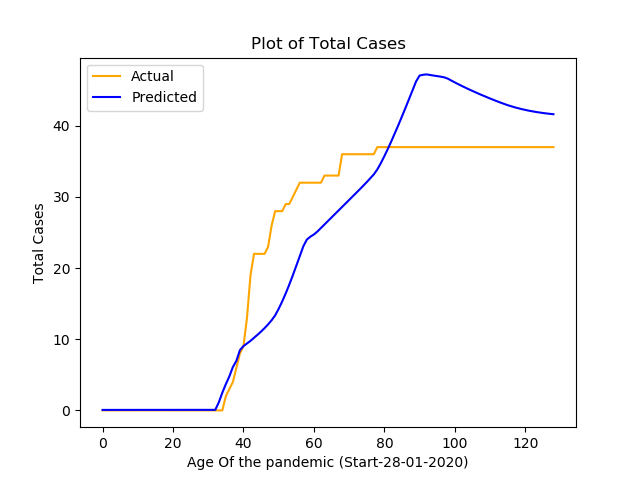 Plot of Total Cases
Actual
Predicted
Total Cases
40
30
20
10
0
0 20 40 60 80 100 120
Age Of the pandemic (Start-28-01-2020)